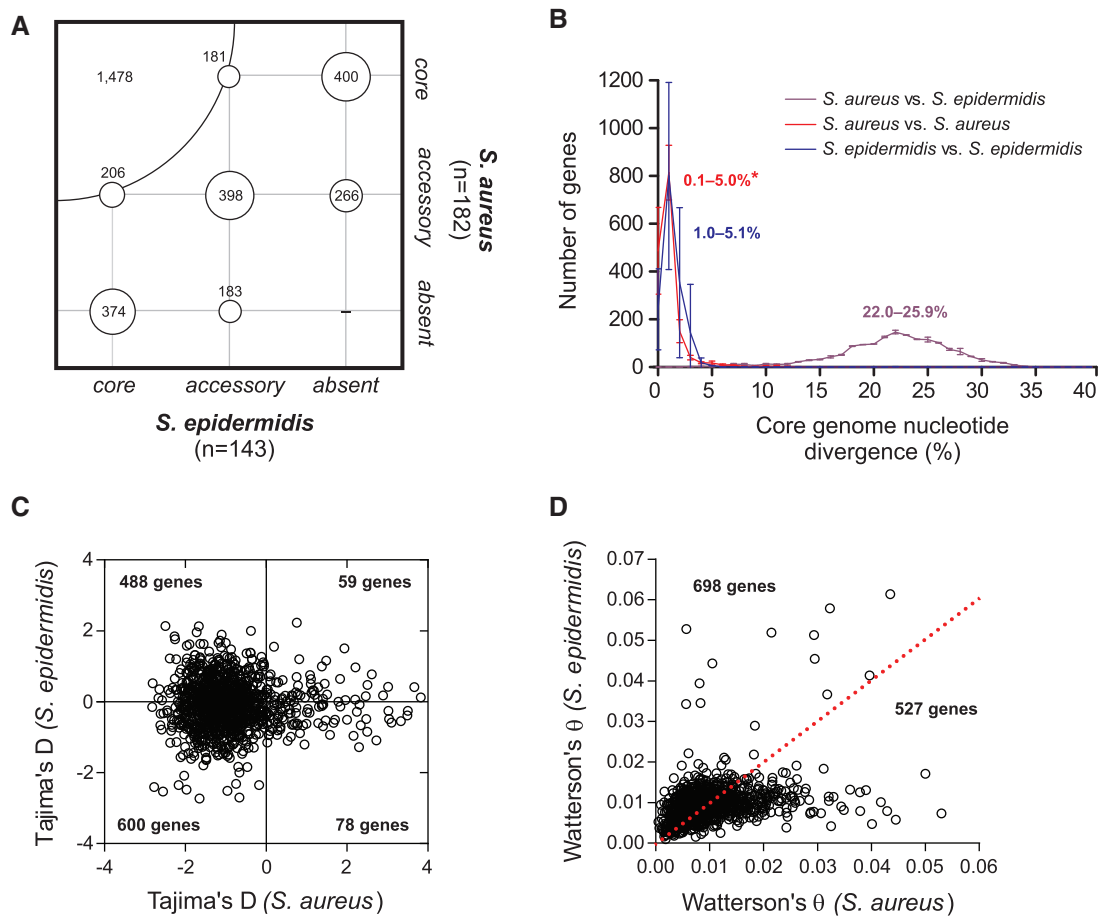 A
1,478
181
400
core
206
398
266
accessory
374
183
–
absent
S. aureus
(n=182)
core accessory absent
S. epidermidis
(n=143)
B
Number of genes
1200
1000
800
600
400
200
0
S. aureus vs. S. epidermidis
S. aureus vs. S. aureus
S. epidermidis vs. S. epidermidis
0.1–5.0%*
1.0–5.1%
22.0–25.9%
0 5 10 15 20 25 30 35 40
Core genome nucleotide
divergence (%)
C
Tajima's D (S. epidermidis)
4
2
0
-2
-4
488 genes
59 genes
600 genes
78 genes
-4 -2 0 2 4
Tajima's D (S. aureus)
D
Watterson's θ (S. epidermidis)
0.07
0.06
0.05
0.04
0.03
0.02
0.01
0.00
698 genes
527 genes
0.00 0.01 0.02 0.03 0.04 0.05 0.06
Watterson's θ (S. aureus)